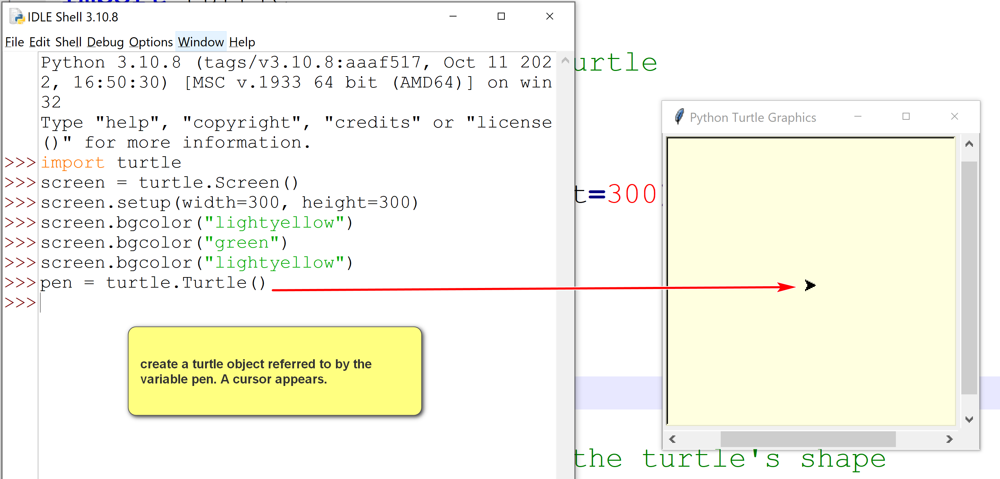 IDLE Shell 3.10.8
File Edit Shell Debug Options Window Help
Python 3.10.8 (tags/v3.10.8:aaaf517, Oct 11 202
2, 16:50:30) [MSC v.1933 64 bit (AMD64)] on win
32
Type "help", "copyright", "credits" or "license
()" for more information.
>>> import turtle
>>> screen = turtle.Screen()
>>> screen.setup(width=300, height=300)
>>> screen.bgcolor("lightyellow")
>>> screen.bgcolor("green")
>>> screen.bgcolor("lightyellow")
>>> pen = turtle.Turtle()
>>>
create a turtle object referred to by the
variable pen. A cursor appears.
urtle
Python Turtle Graphics
t=300
the turtle's shape